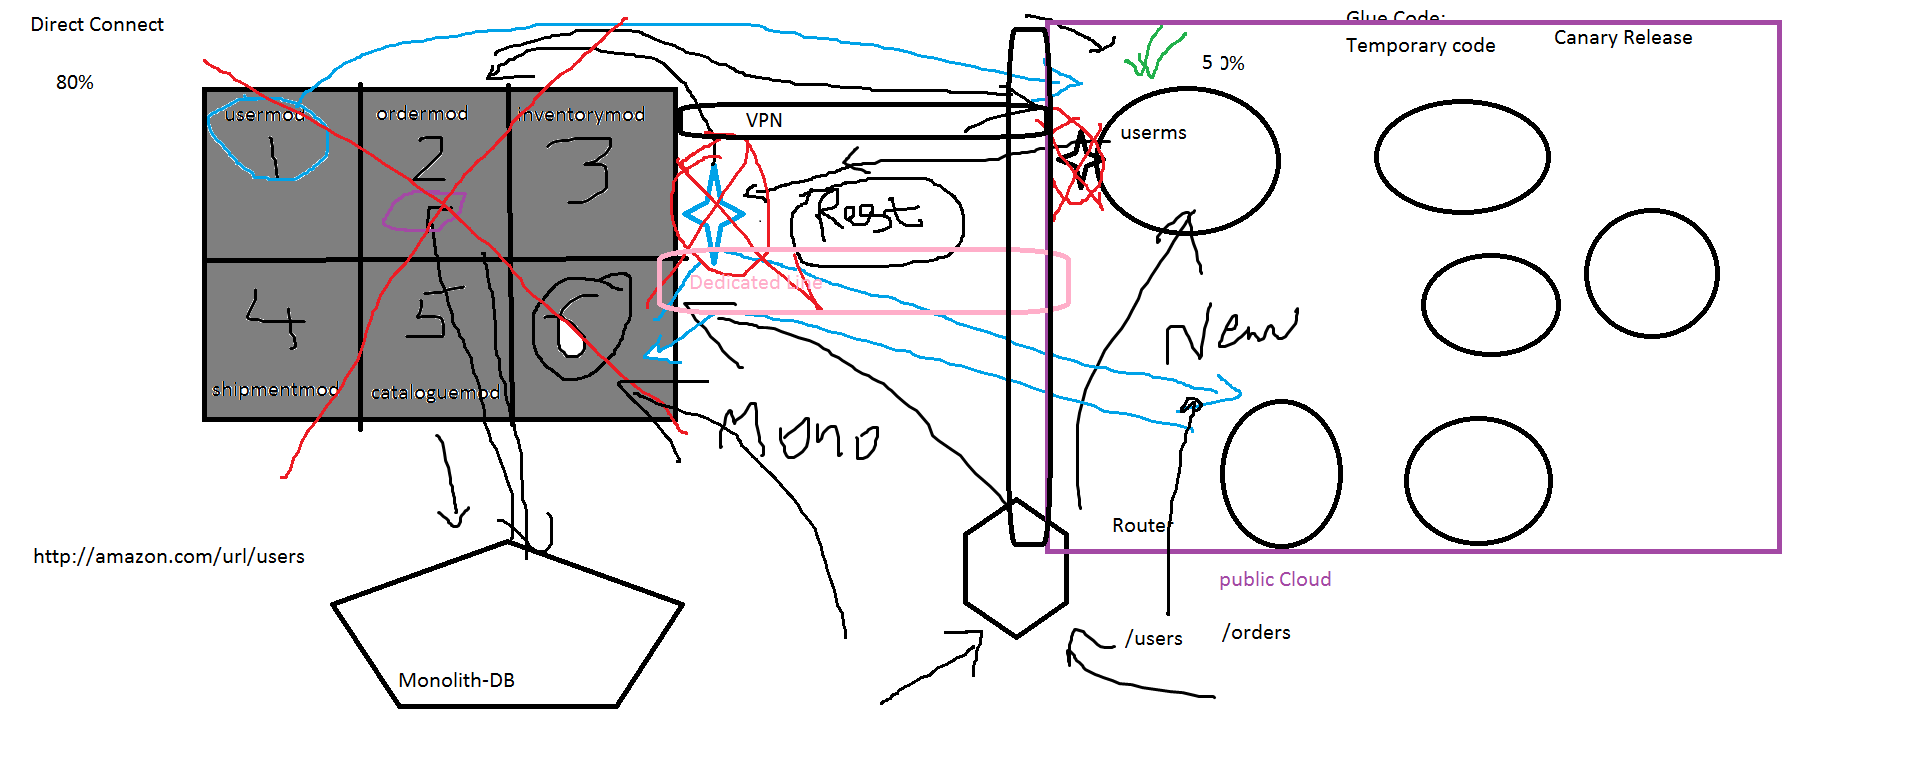 Direct Connect
80%
Glue Code:
Temporary code
Canary Release
50%
usermod
ordermod
inventorymod
1
2
3
VPN
userms
Dedicated Line
New
4
5
6
shipmentmod
cataloguemod
Mono
Router
http://amazon.com/url/users
public Cloud
/users
/orders
Monolith-DB